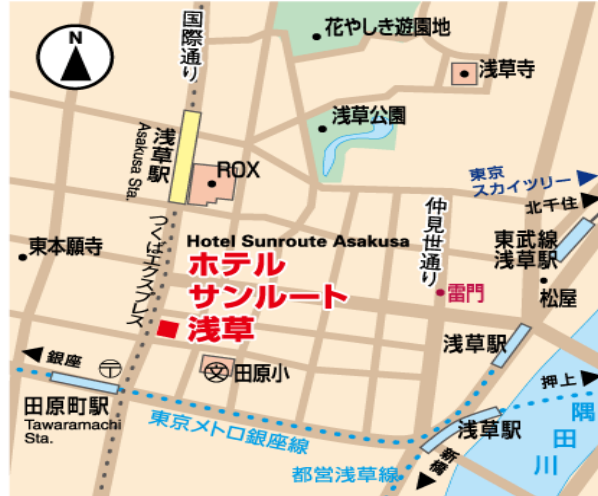 N
国際通り
花やしき遊園地
浅草寺
浅草公園
浅草駅
Asakusa Sta.
ROX
東京
スカイツリー
北千住
仲見世通り
東武線
浅草駅
松屋
東本願寺
つくばエクスプレス
Hotel Sunroute Asakusa
ホテル
サンルート
浅草
雷門
浅草駅
銀座
〒
文
田原小
押上
田原町駅
Tawaramachi
Sta.
東京メトロ銀座線
浅草駅
隅田川
都営浅草線
新橋